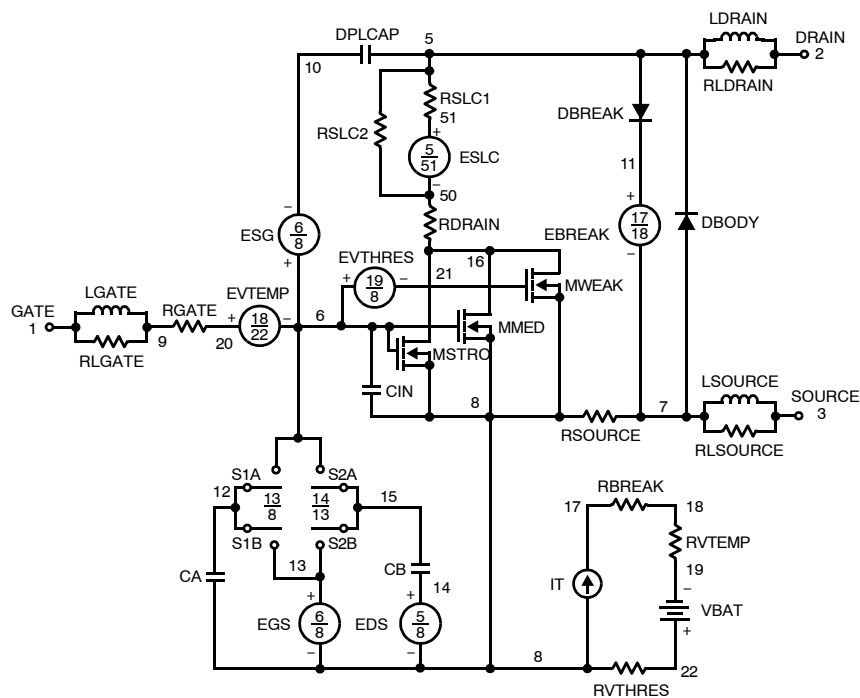 LDRAIN
DPLCAP 5 DRAIN
2
10
RLDRAIN
RSLC1
51
DBREAK
RSLC2
+
5
51
ESLC
11
−
50
−
+
17
18
6
8
ESG
RDRAIN
EBREAK
DBODY
EVTHRES
16
−
+
+
19
8
−
21
MWEAK
LGATE
EVTEMP
GATE
1
RGATE
+
18
22
−
6
MMED
9
20
RLGATE
MSTRO
CIN
LSOURCE
8
7
SOURCE
3
RSOURCE
RLSOURCE
S1A
S2A
12
13
8
14
13
15
RBREAK
17
18
S1B
S2B
RVTEMP
13
CB
19
CA
14
IT
−
+
+
VBAT
EGS
6
8
EDS
5
8
+
−
−
8
22
RVTHRES